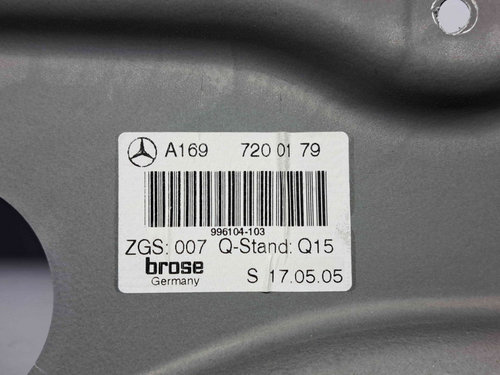 A169 720 01 79
996104-103
ZGS: 007 Q-Stand: Q15
brose
Germany S 17.05.05